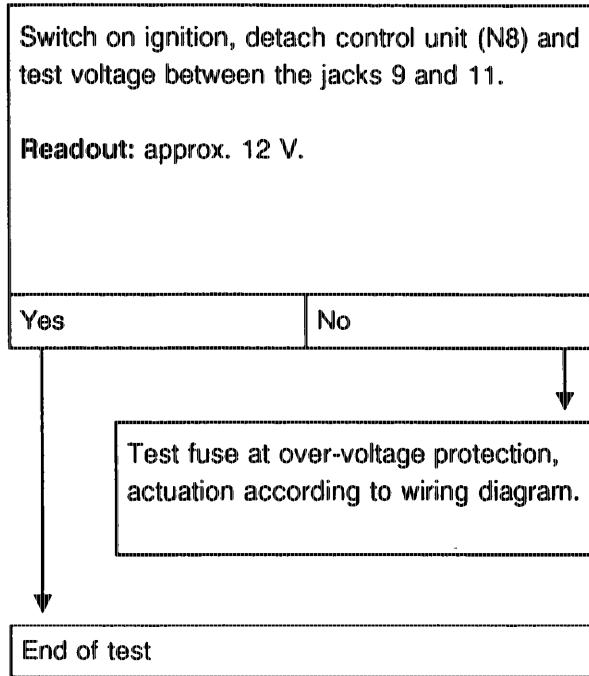 Switch on ignition, detach control unit (N8) and
test voltage between the jacks 9 and 11.
Readout: approx. 12 V.
Yes
No
Test fuse at over-voltage protection,
actuation according to wiring diagram.
End of test